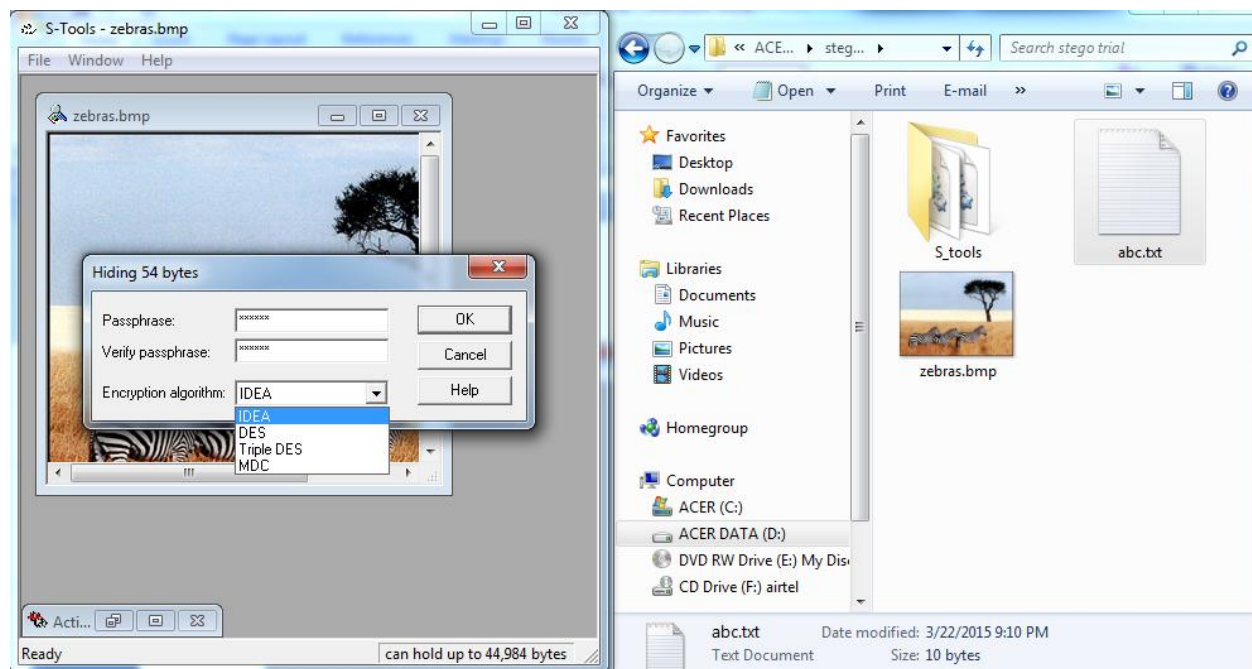 S-Tools - zebras.bmp
File Window Help
zebras.bmp
Hiding 54 bytes
Passphrase: ××××××
Verify passphrase: ××××××
Encryption algorithm: IDEA
IDEA
DES
Triple DES
MDC
OK
Cancel
Help
Acti...
Ready
can hold up to 44,984 bytes
« ACE... steg...
Search stego trial
Organize Open Print E-mail »
Favorites
Desktop
Downloads
Recent Places
Libraries
Documents
Music
Pictures
Videos
Homegroup
Computer
ACER (C:)
ACER DATA (D:)
DVD RW Drive (E:) My Dis
CD Drive (F:) airtel
S_tools
abc.txt
zebras.bmp
abc.txt Date modified: 3/22/2015 9:10 PM
Text Document Size: 10 bytes